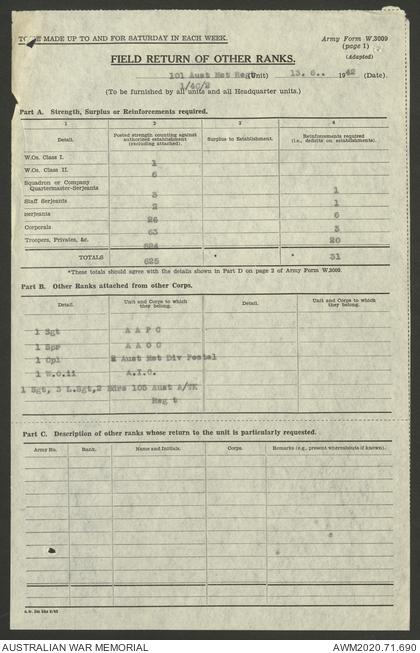 TO BE MADE UP TO AND FOR SATURDAY IN EACH WEEK.
Army Form W.3009
(page 1)
(Adapted)
FIELD RETURN OF OTHER RANKS.
101 Aust Mot Regt (Unit) 13. 6.. 1942 (Date).
1/46/2
(To be furnished by all units and all Headquarter units.)
Part A. Strength, Surplus or Reinforcements required.
1 2 3 4
Detail. Posted strength counting against authorized establishment (excluding attached). Surplus to Establishment. Reinforcements required (i.e., deficits on establishments).
W.Os. Class I. 1
W.Os. Class II. 6
Squadron or Company Quartermaster-Serjeants 3 1
Staff Serjeants 2 1
Serjeants 26 6
Corporals 63 3
Troopers, Privates, &c. 524 20
TOTALS 625 * * 31
*These totals should agree with the details shown in Part D on page 2 of Army Form W.3009.
Part B. Other Ranks attached from other Corps.
Detail. Unit and Corps to which they belong. Detail. Unit and Corps to which they belong.
1 Sgt A A P C
1 Spr A A O C
1 Cpl 2 Aust Mot Div Postal
1 W.O.ii A.I.C.
1 Sgt, 3 L.Sgt, 2 Bdrs 105 Aust A/TK
Reg t
Part C. Description of other ranks whose return to the unit is particularly requested.
Army No. Rank. Name and Initials. Corps. Remarks (e.g., present whereabouts if known).
AUSTRALIAN WAR MEMORIAL
AWM2020.71.690